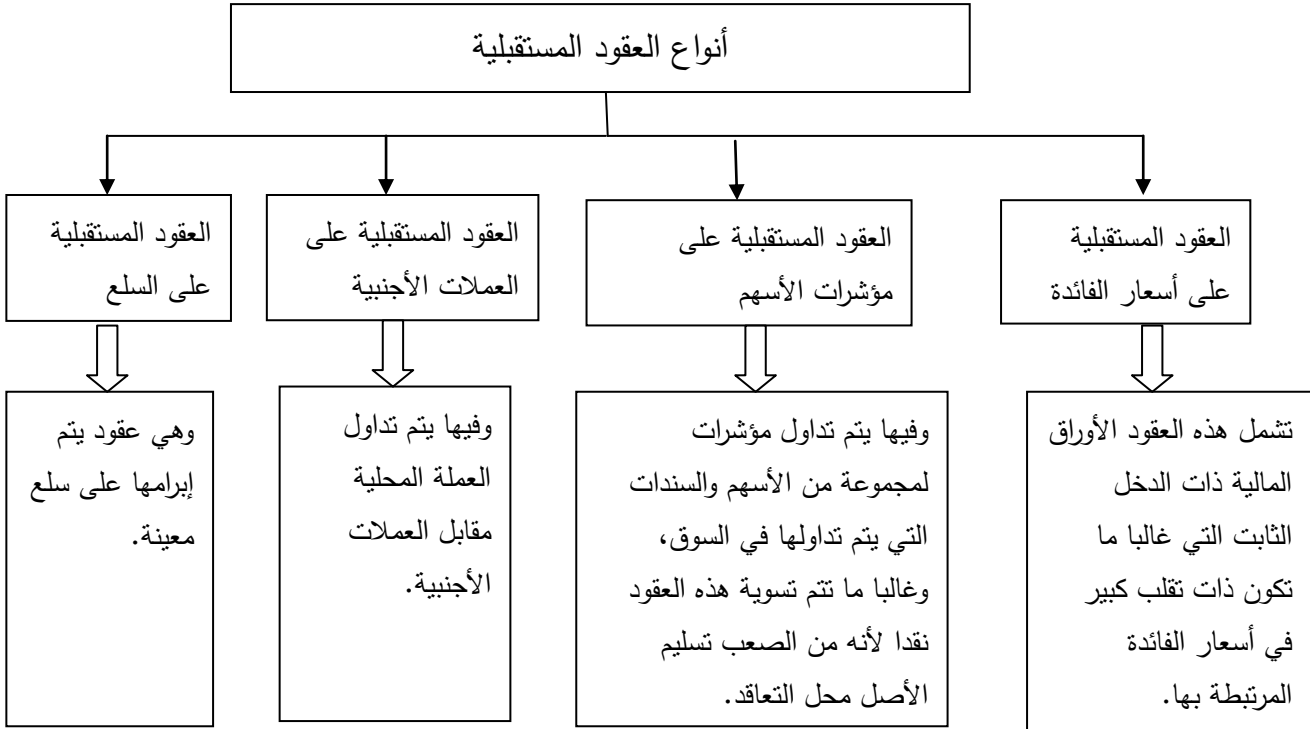 أنواع العقود المستقبلية
العقود المستقبلية
على أسعار الفائدة
العقود المستقبلية على
مؤشرات الأسهم
العقود المستقبلية على
العملات الأجنبية
العقود المستقبلية
على السلع
تشمل هذه العقود الأوراق
المالية ذات الدخل
الثابت التي غالبا ما
تكون ذات تقلب كبير
في أسعار الفائدة
المرتبطة بها.
وفيها يتم تداول مؤشرات
لمجموعة من الأسهم والسندات
التي يتم تداولها في السوق،
وغالبا ما تتم تسوية هذه العقود
نقدا لأنه من الصعب تسليم
الأصل محل التعاقد.
وفيها يتم تداول
العملة المحلية
مقابل العملات
الأجنبية.
وهي عقود يتم
إبرامها على سلع
معينة.